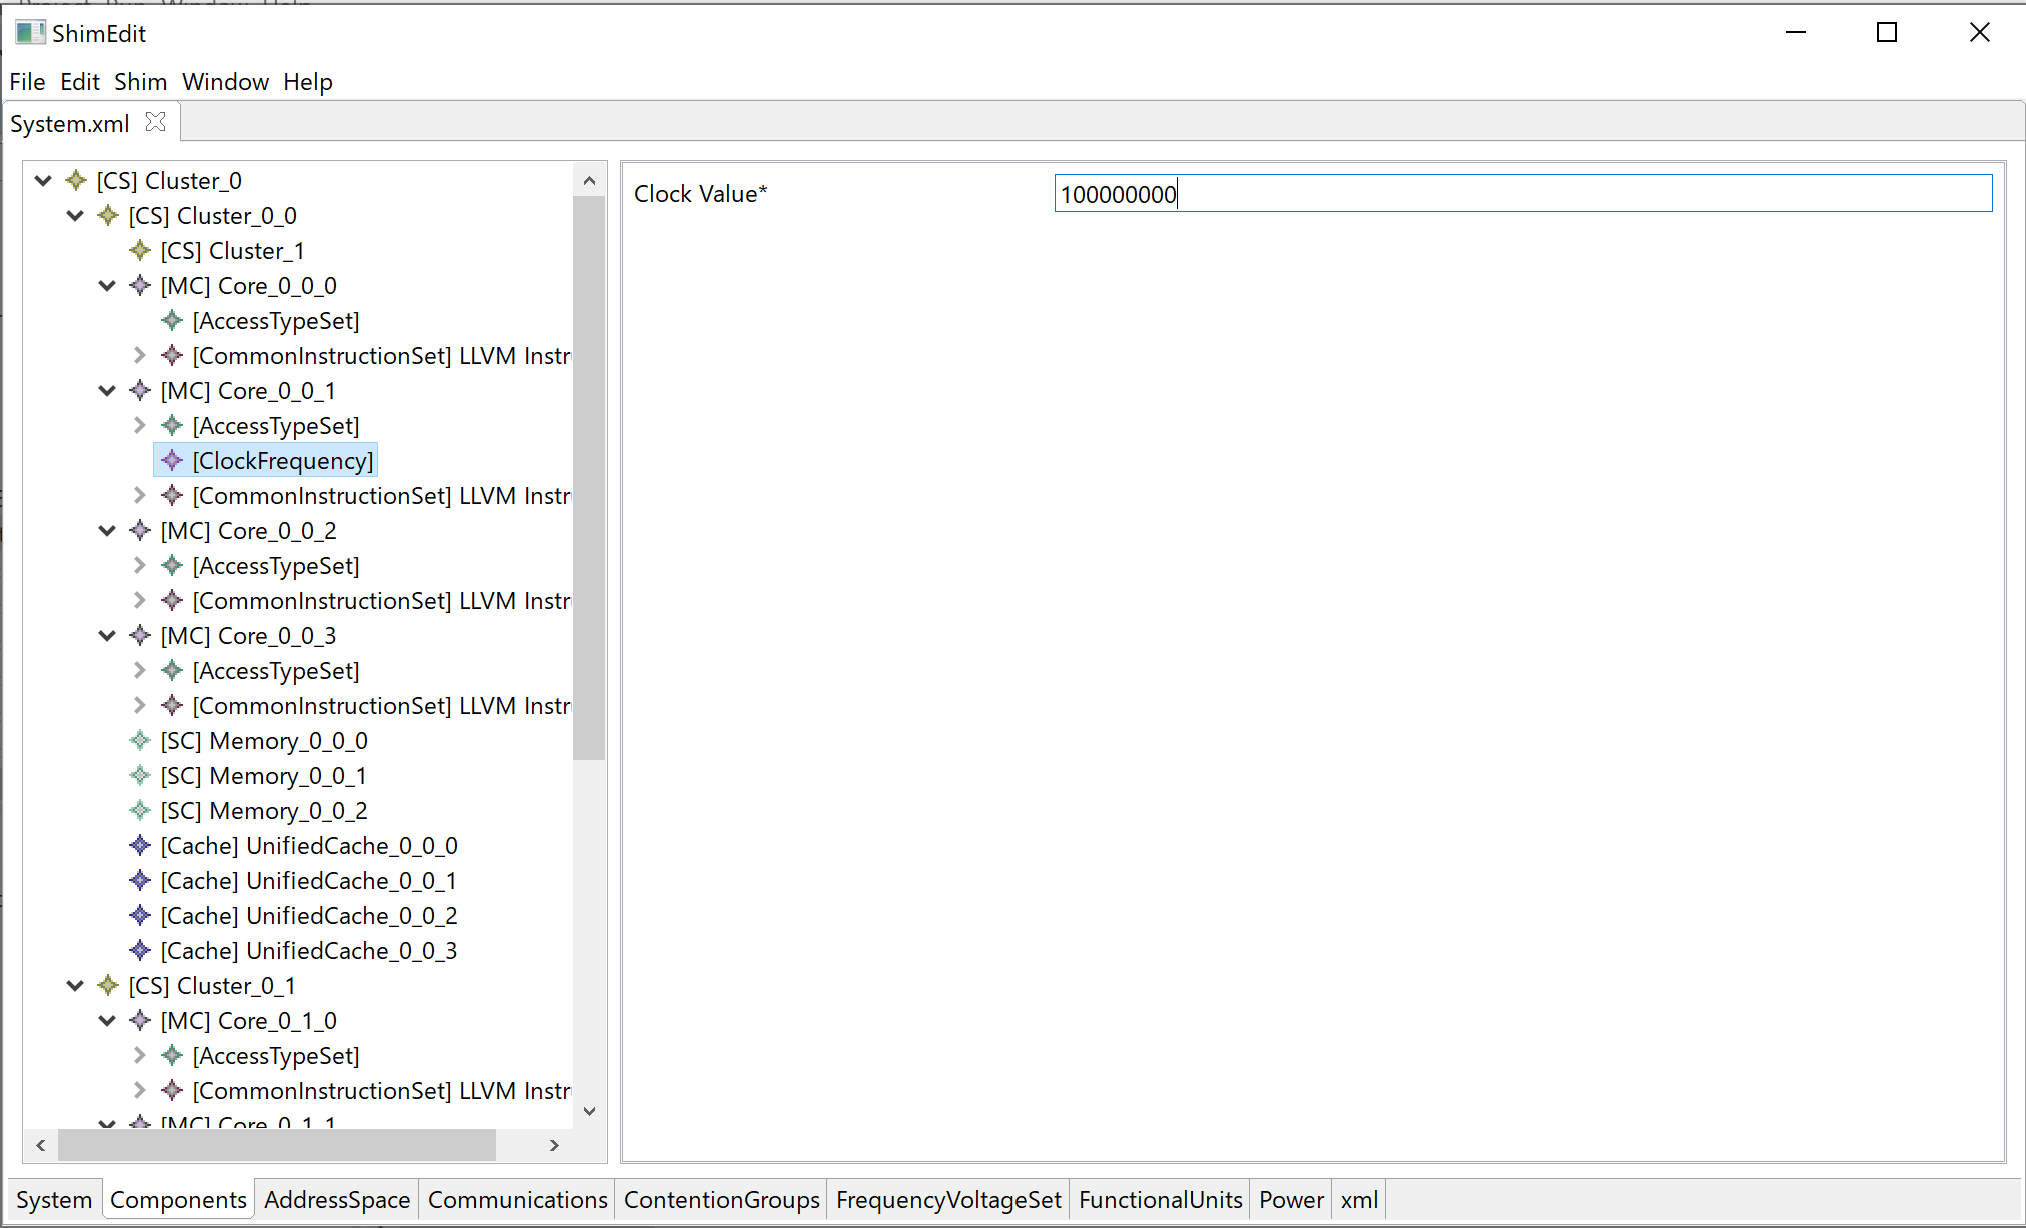 ShimEdit
File Edit Shim Window Help
System.xml
[CS] Cluster_0
[CS] Cluster_0_0
[CS] Cluster_1
[MC] Core_0_0_0
[AccessTypeSet]
[CommonInstructionSet] LLVM Instr
[MC] Core_0_0_1
[AccessTypeSet]
[ClockFrequency]
[CommonInstructionSet] LLVM Instr
[MC] Core_0_0_2
[AccessTypeSet]
[CommonInstructionSet] LLVM Instr
[MC] Core_0_0_3
[AccessTypeSet]
[CommonInstructionSet] LLVM Instr
[SC] Memory_0_0_0
[SC] Memory_0_0_1
[SC] Memory_0_0_2
[Cache] UnifiedCache_0_0_0
[Cache] UnifiedCache_0_0_1
[Cache] UnifiedCache_0_0_2
[Cache] UnifiedCache_0_0_3
[CS] Cluster_0_1
[MC] Core_0_1_0
[AccessTypeSet]
[CommonInstructionSet] LLVM Instr
[MC] Core_0_1_1
Clock Value* 100000000
System Components AddressSpace Communications ContentionGroups FrequencyVoltageSet FunctionalUnits Power xml